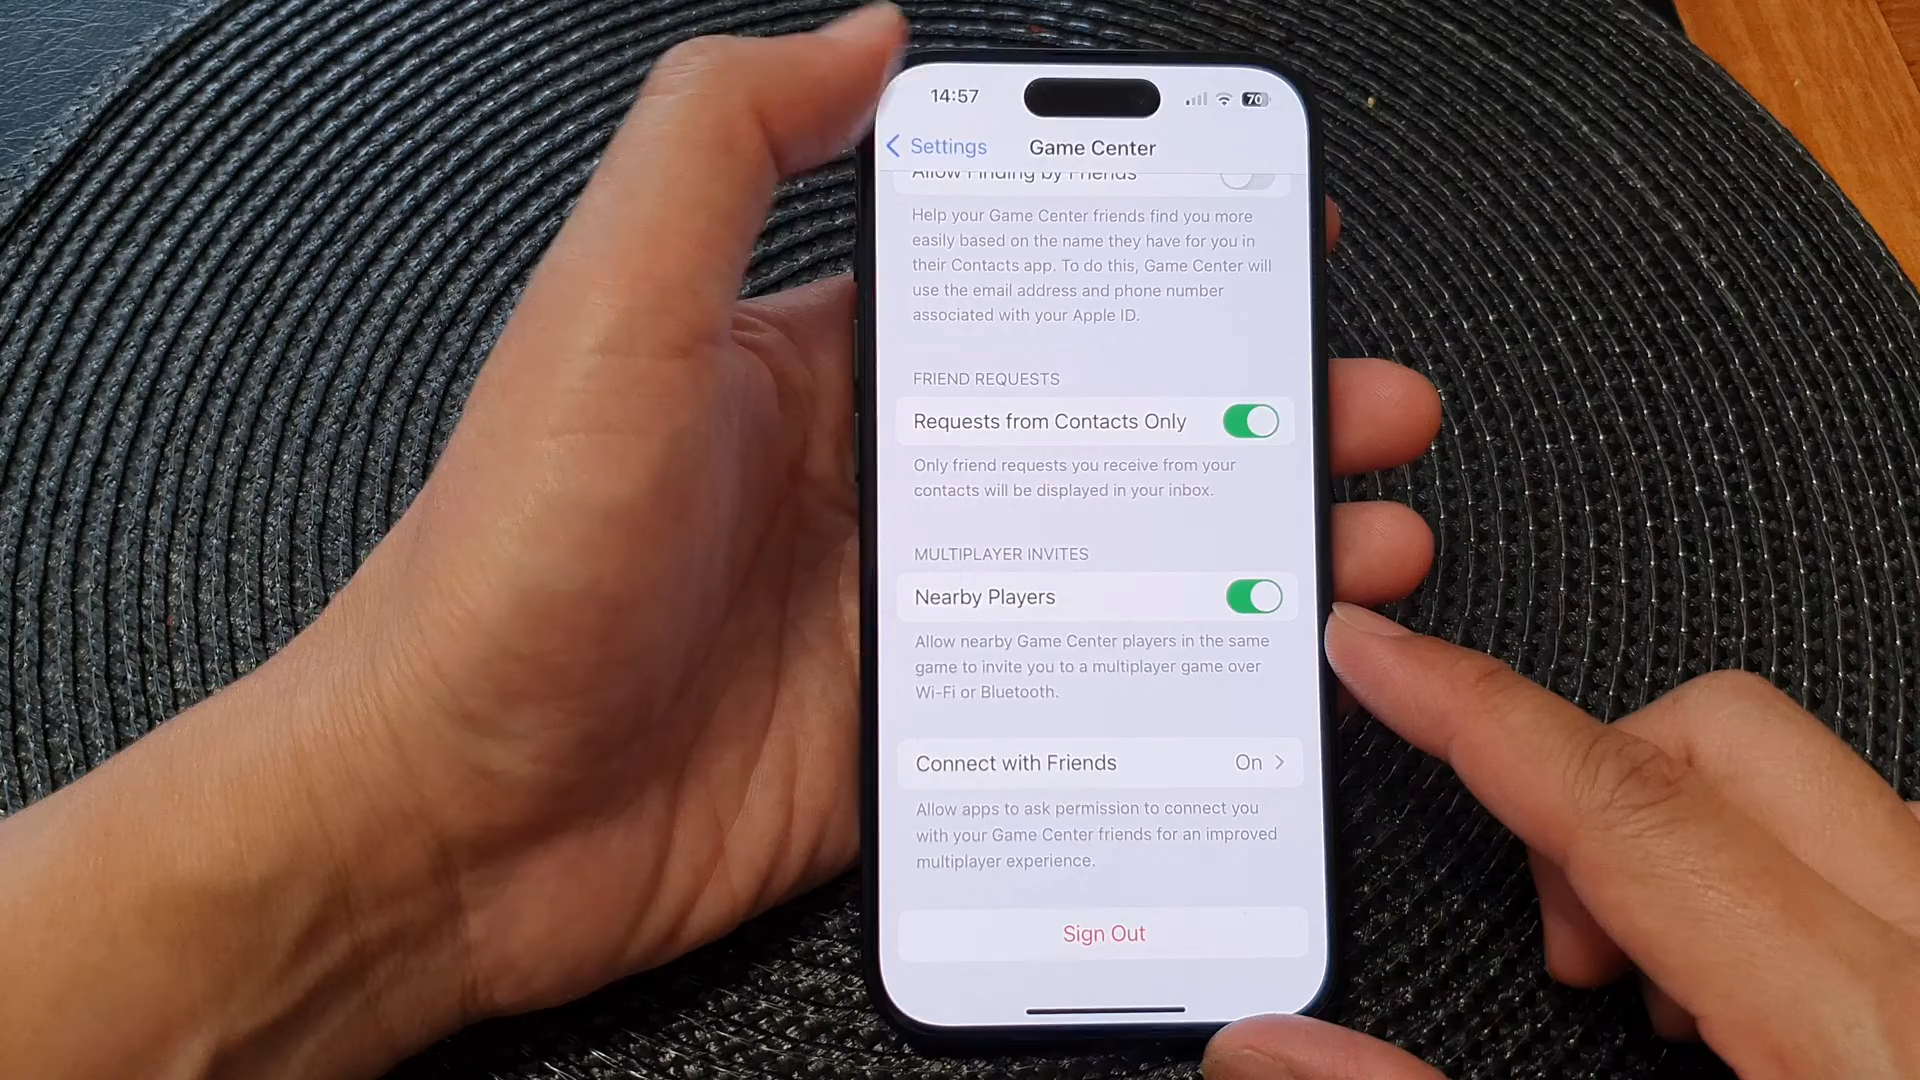 14:57
70
Settings
Game Center
Allow Finding by Friends
Help your Game Center friends find you more
easily based on the name they have for you in
their Contacts app. To do this, Game Center will
use the email address and phone number
associated with your Apple ID.
FRIEND REQUESTS
Requests from Contacts Only
Only friend requests you receive from your
contacts will be displayed in your inbox.
MULTIPLAYER INVITES
Nearby Players
Allow nearby Game Center players in the same
game to invite you to a multiplayer game over
Wi-Fi or Bluetooth.
Connect with Friends On
Allow apps to ask permission to connect you
with your Game Center friends for an improved
multiplayer experience.
Sign Out